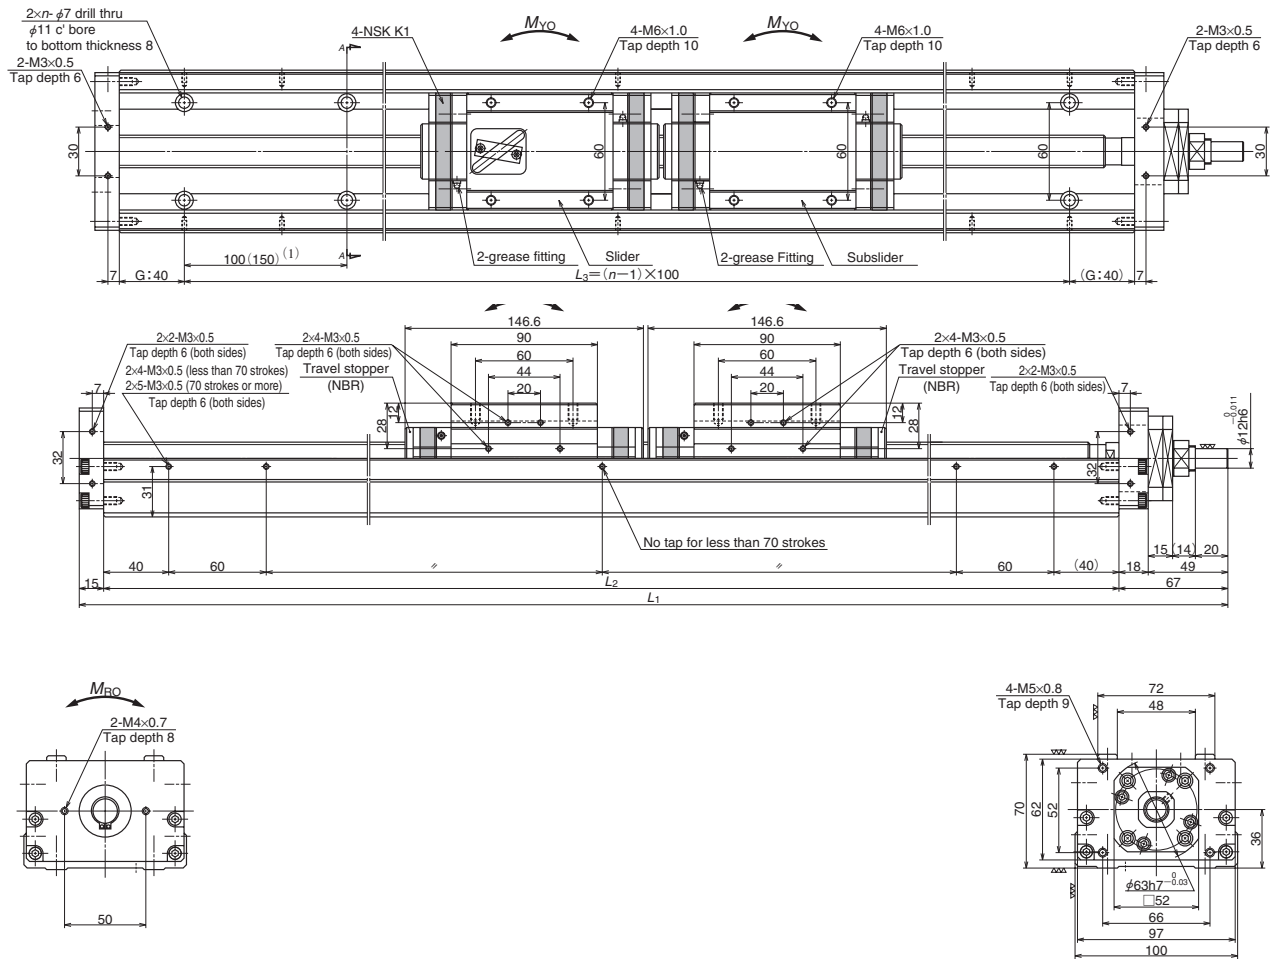 2×n-φ7 drill thru
φ11 c' bore
to bottom thickness 8
2-M3×0.5
Tap depth 6
4-NSK K1
MYO
4-M6×1.0
Tap depth 10
MYO
4-M6×1.0
Tap depth 10
2-M3×0.5
Tap depth 6
A
30
60
60
60
30
A
7
G:40
100(150)(1)
2-grease fitting
Slider
L3=(n−1)×100
2-grease Fitting
Subslider
(G:40)
7
146.6
146.6
2×2-M3×0.5
Tap depth 6 (both sides)
2×4-M3×0.5 (less than 70 strokes)
2×5-M3×0.5 (70 strokes or more)
Tap depth 6 (both sides)
2×4-M3×0.5
Tap depth 6 (both sides)
Travel stopper
(NBR)
90
60
44
20
90
60
44
20
2×4-M3×0.5
Tap depth 6 (both sides)
Travel stopper
(NBR)
2×2-M3×0.5
Tap depth 6 (both sides)
7
12
28
12
28
7
φ12h6 0 −0.011
32
31
32
No tap for less than 70 strokes
15
40
60
〃
L2
〃
60
(40)
18
15
(14)
20
49
67
L1
MRO
2-M4×0.7
Tap depth 8
50
4-M5×0.8
Tap depth 9
72
48
70
62
52
36
φ63h7 0 −0.03
□52
66
97
100